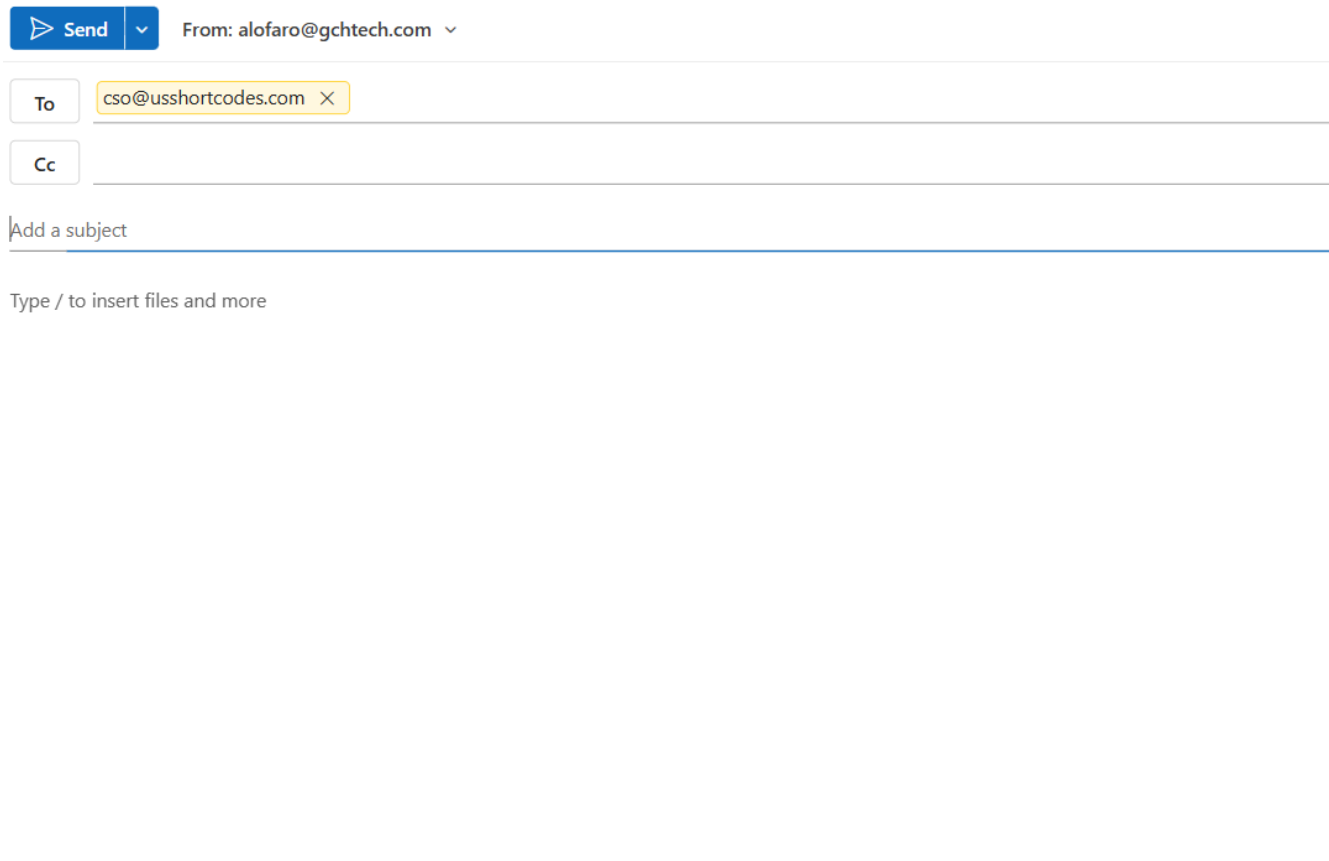 Send From: alofaro@gchtech.com
To cso@usshortcodes.com
Cc
Add a subject
Type / to insert files and more